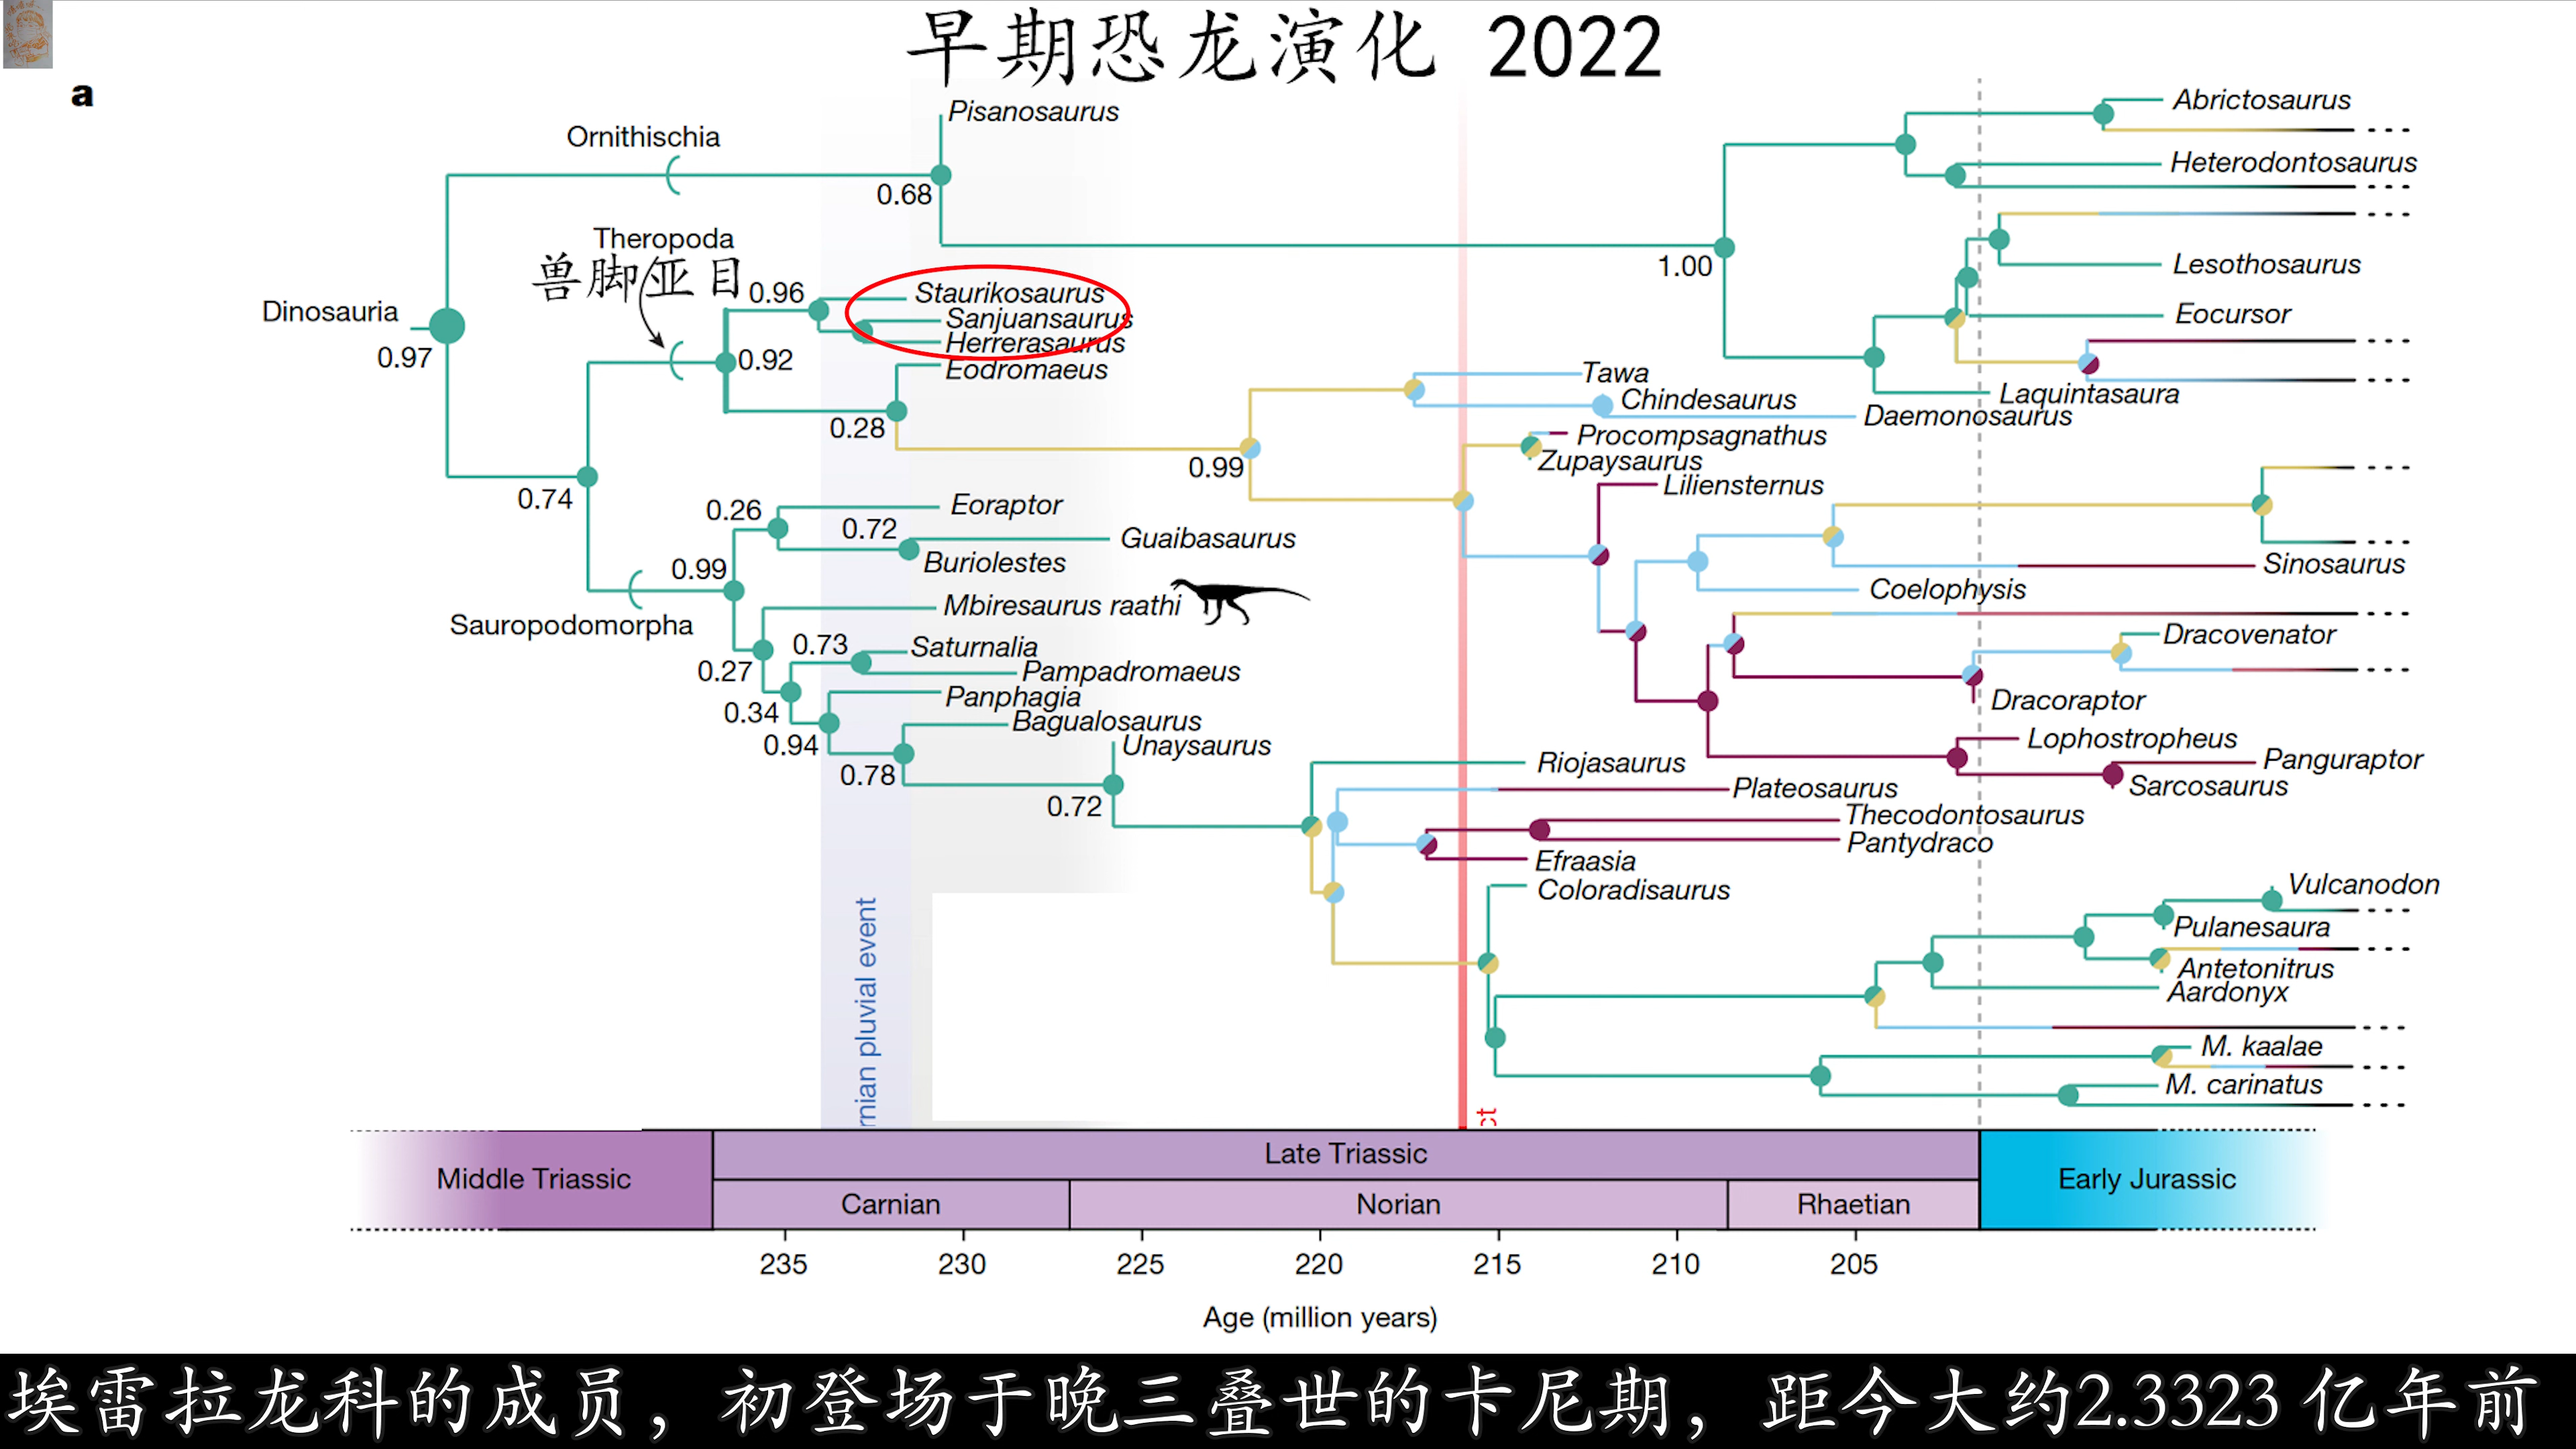 早期恐龙演化 2022
a
Pisanosaurus
Abrictosaurus
Ornithischia
Heterodontosaurus
0.68
Theropoda
兽脚亚目
1.00
Lesothosaurus
0.96
Staurikosaurus
Sanjuansaurus
Herrerasaurus
Dinosauria
0.97
0.92
Eocursor
Eodromaeus
Tawa
Chindesaurus
Laquintasaura
Daemonosaurus
0.28
Procompsagnathus
Zupaysaurus
0.99
Liliensternus
0.74
0.26
Eoraptor
0.72
Guaibasaurus
Buriolestes
Sinosaurus
0.99
Coelophysis
Mbiresaurus raathi
Sauropodomorpha
0.73
Saturnalia
Dracovenator
0.27
Pampadromaeus
Panphagia
Dracoraptor
0.34
Bagualosaurus
0.94
Unaysaurus
Lophostropheus
Panguraptor
0.78
Riojasaurus
Sarcosaurus
Plateosaurus
0.72
Thecodontosaurus
Pantydraco
Efraasia
Coloradisaurus
Vulcanodon
Pulanesaura
Antetonitrus
Aardonyx
M. kaalae
M. carinatus
rnian pluvial event
ct
Middle Triassic
Late Triassic
Early Jurassic
Carnian
Norian
Rhaetian
235 230 225 220 215 210 205
Age (million years)
埃雷拉龙科的成员，初登场于晚三叠世的卡尼期，距今大约2.3323亿年前